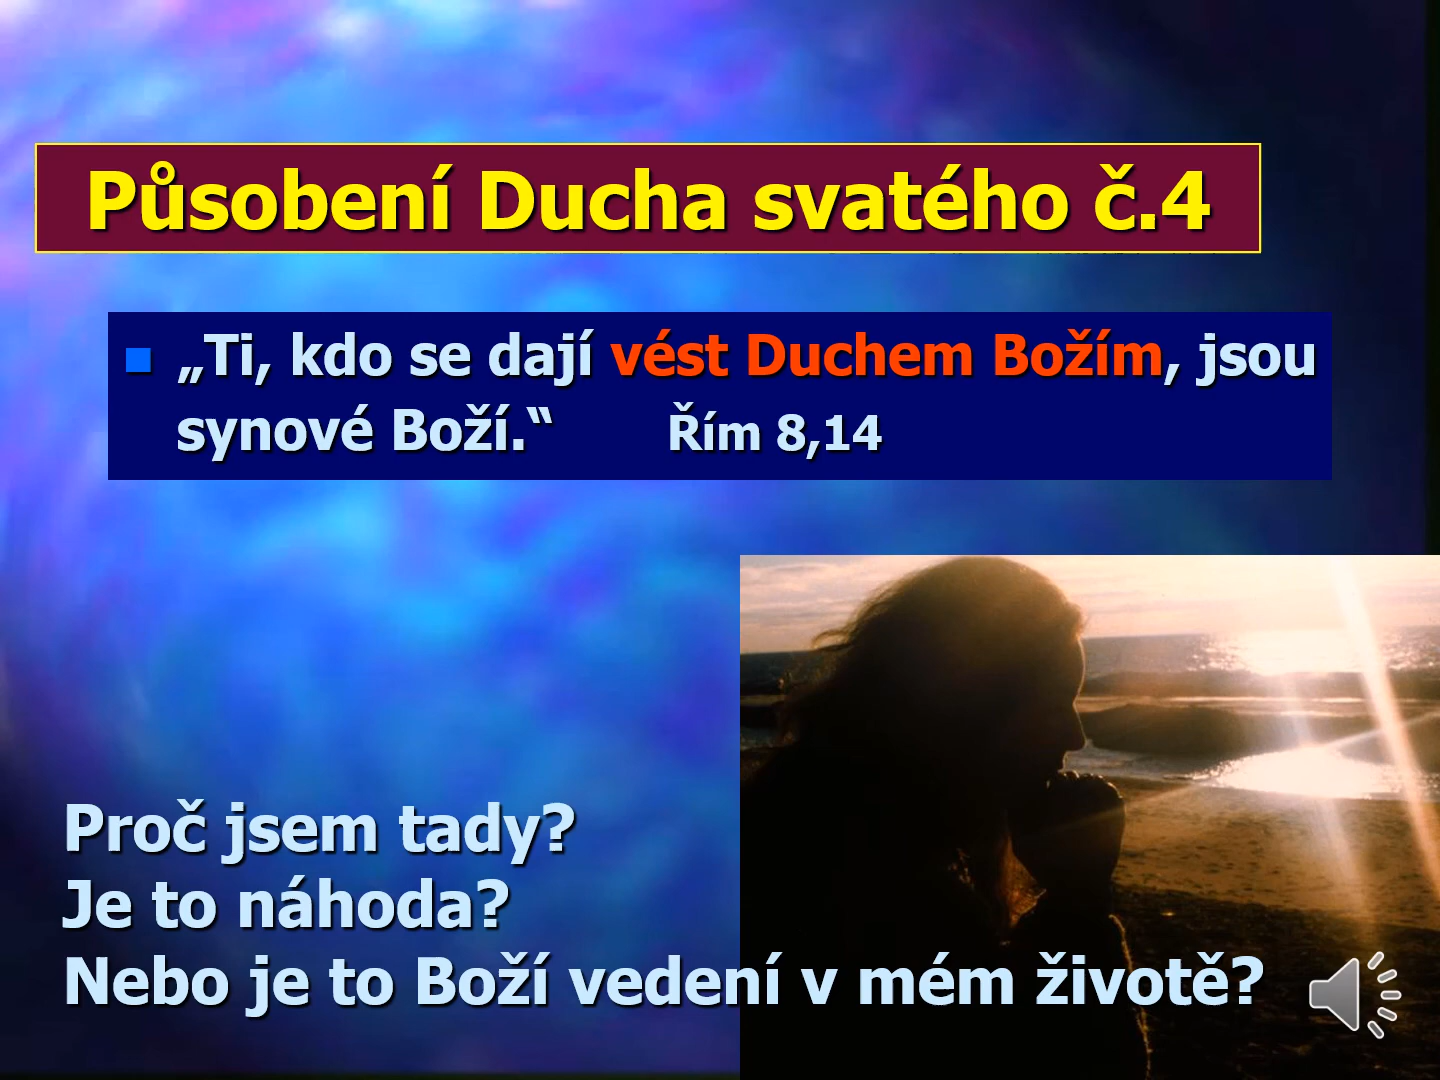 Působení Ducha svatého č.4
„Ti, kdo se dají vést Duchem Božím, jsou
synové Boží.“ Řím 8,14
Proč jsem tady?
Je to náhoda?
Nebo je to Boží vedení v mém životě?